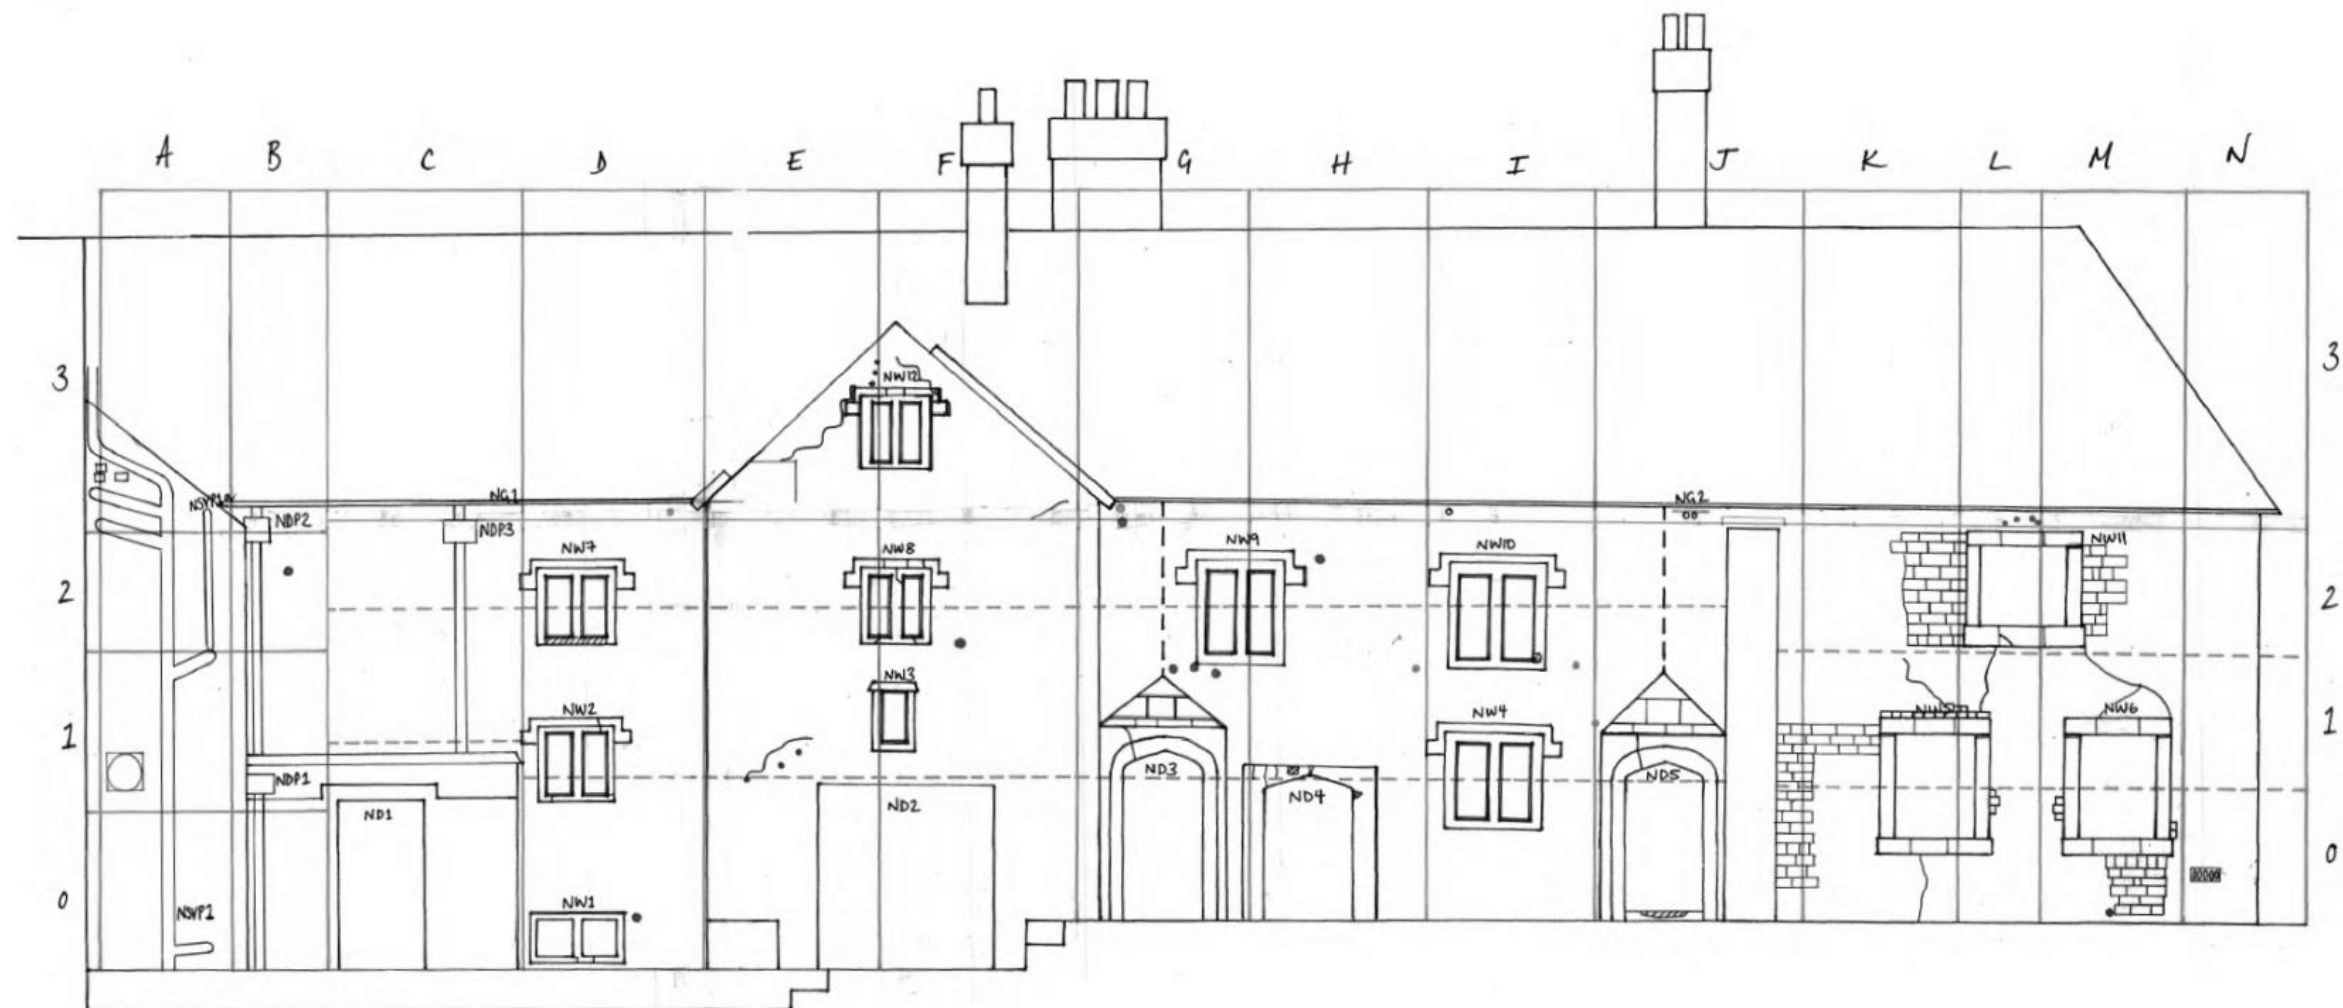 A B C D E F G H I J K L M N
3 3
NW12
NG1 NG2
NDP2 NDP3
NW7 NW8 NW9 NW10 NW11
2 2
NW3
NW2 NW4 NW5 NW6
1 1
NDP1 ND3 ND4 ND5
ND1 ND2
0 0
NW1
NSVP2